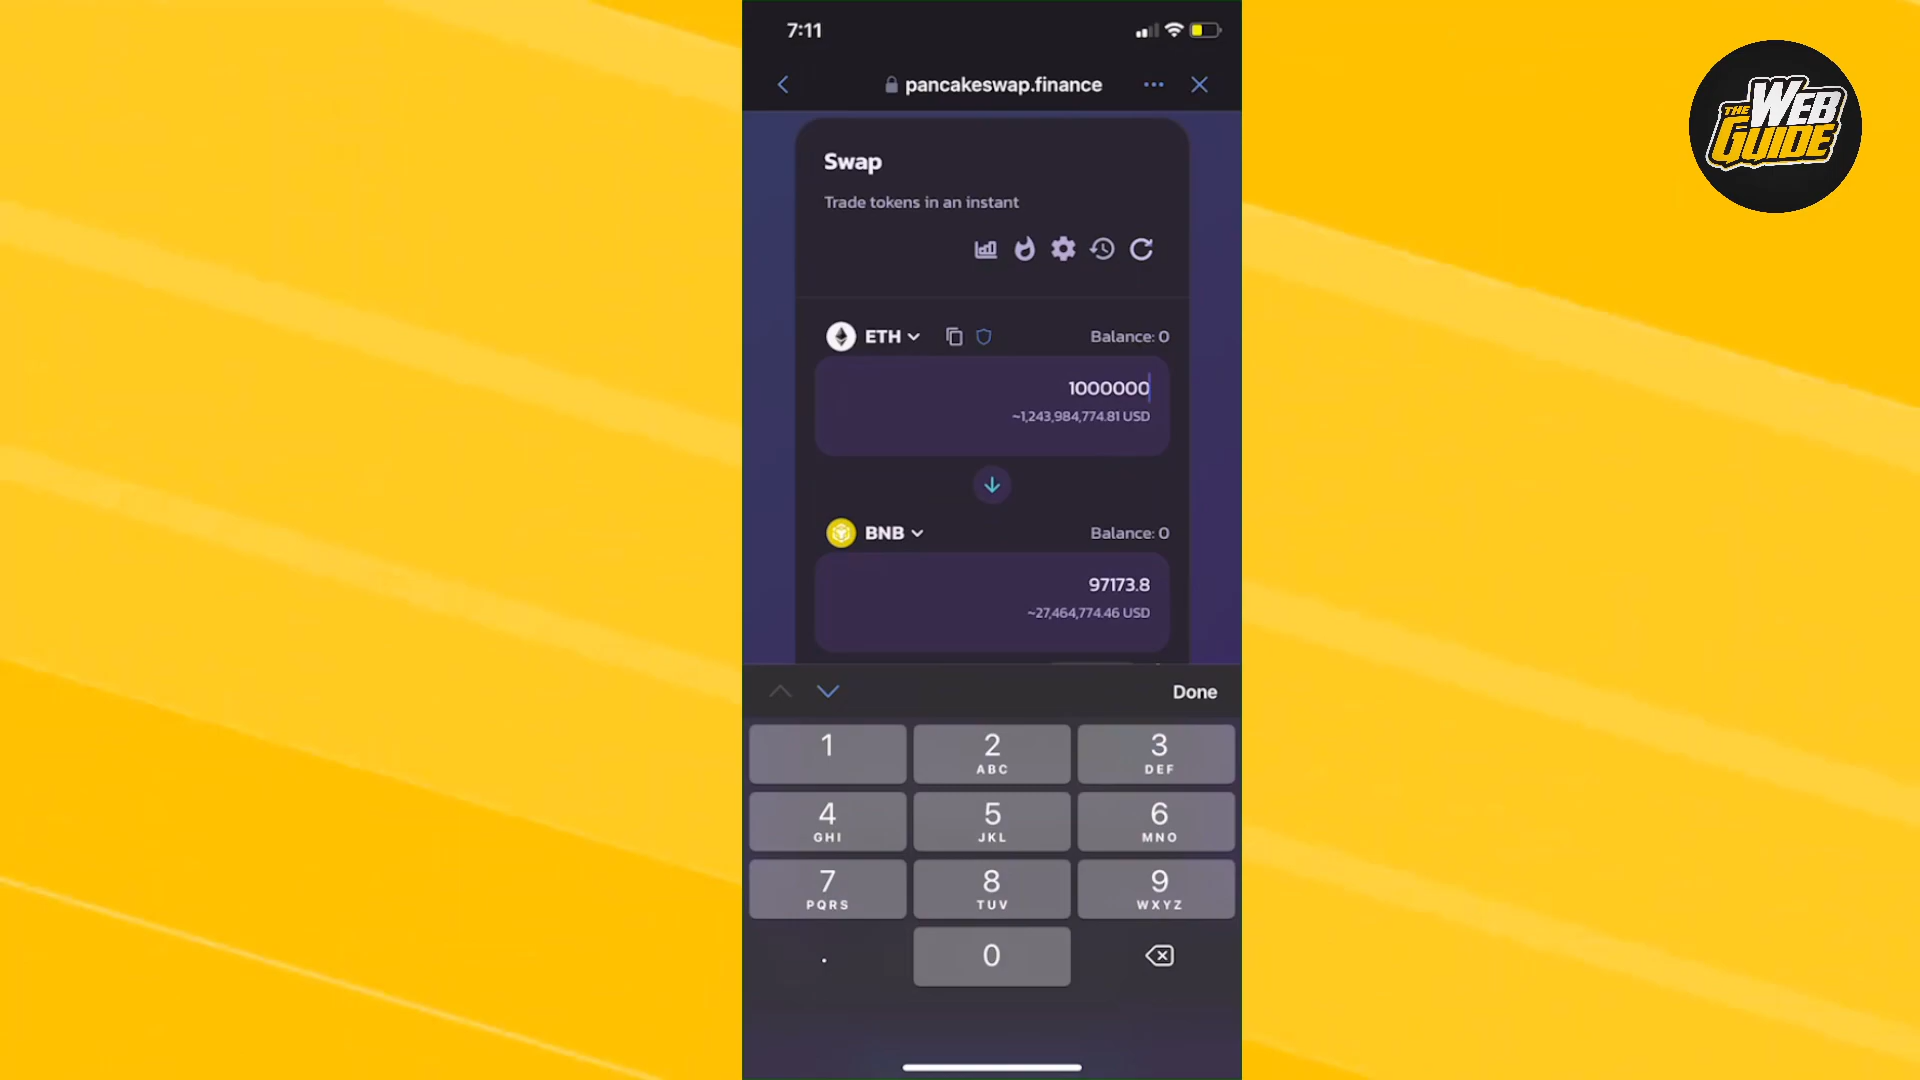 7:11
pancakeswap.finance
THE WEB GUIDE
Swap
Trade tokens in an instant
ETH
Balance: 0
1000000
~1,243,984,774.81 USD
BNB
Balance: 0
97173.8
~27,464,774.46 USD
Done
1
2
ABC
3
DEF
4
GHI
5
JKL
6
MNO
7
PQRS
8
TUV
9
WXYZ
.
0